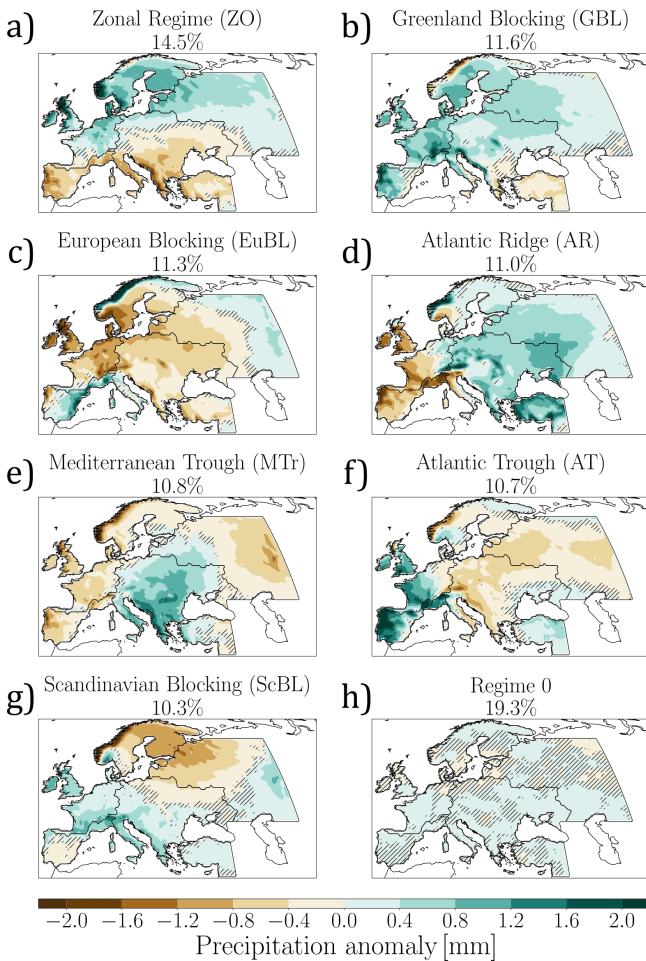 a)
Zonal Regime (ZO)
14.5%
b)
Greenland Blocking (GBL)
11.6%
c)
European Blocking (EuBL)
11.3%
d)
Atlantic Ridge (AR)
11.0%
e)
Mediterranean Trough (MTr)
10.8%
f)
Atlantic Trough (AT)
10.7%
g)
Scandinavian Blocking (ScBL)
10.3%
h)
Regime 0
19.3%
−2.0 −1.6 −1.2 −0.8 −0.4 0.0 0.4 0.8 1.2 1.6 2.0
Precipitation anomaly [mm]